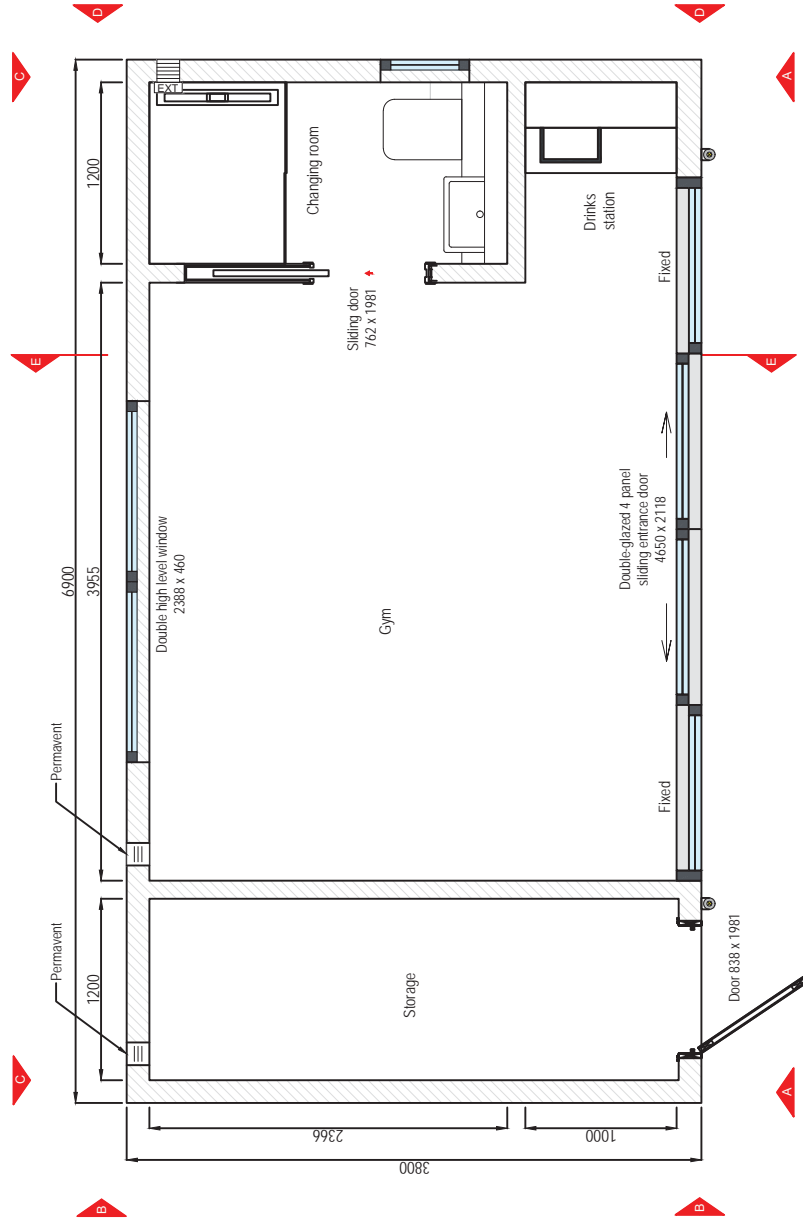 D
D
C
A
6900
1200
EXT
Changing room
Drinks
station
Sliding door
762 x 1981
Fixed
E
E
3955
Double high level window
2388 x 460
Gym
Double-glazed 4 panel
sliding entrance door
4650 x 2118
Fixed
Permavent
Permavent
1200
Storage
Door 838 x 1981
C
A
2366
1000
3800
B
B